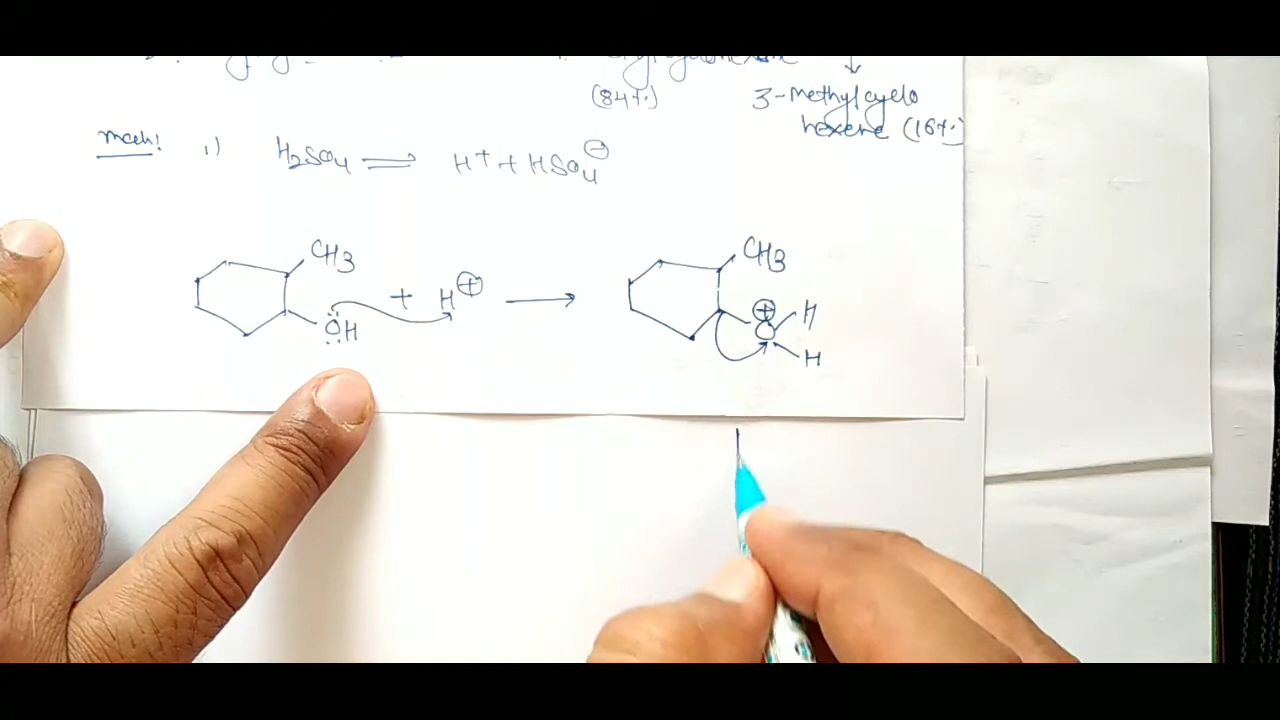 (84%)
3-methylcyclo
hexene (16%)
Mech! 1) H2SO4 ⇌ H+ + HSO4⊖
CH3 CH3
+ H⊕ → ⊕ H
ÖH O
H